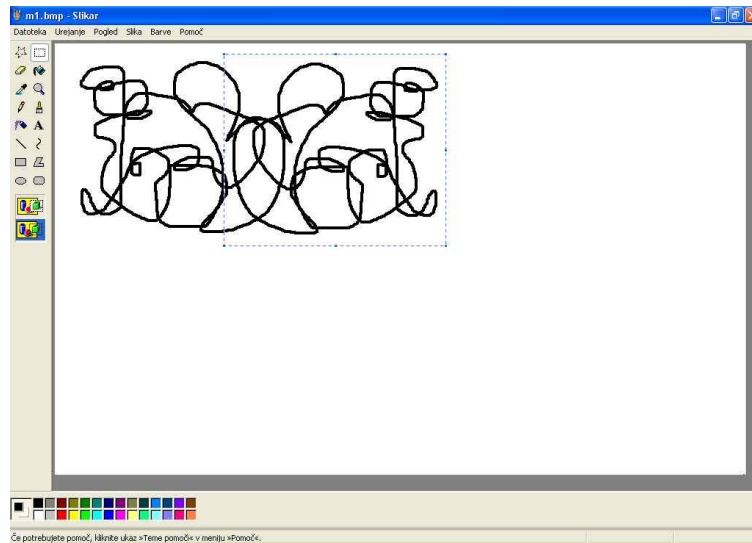 m1.bmp - Slikar
Datoteka Urejanje Pogled Slika Barve Pomoč
A
Če potrebujete pomoč, kliknite ukaz »Teme pomoči« v meniju »Pomoč«.